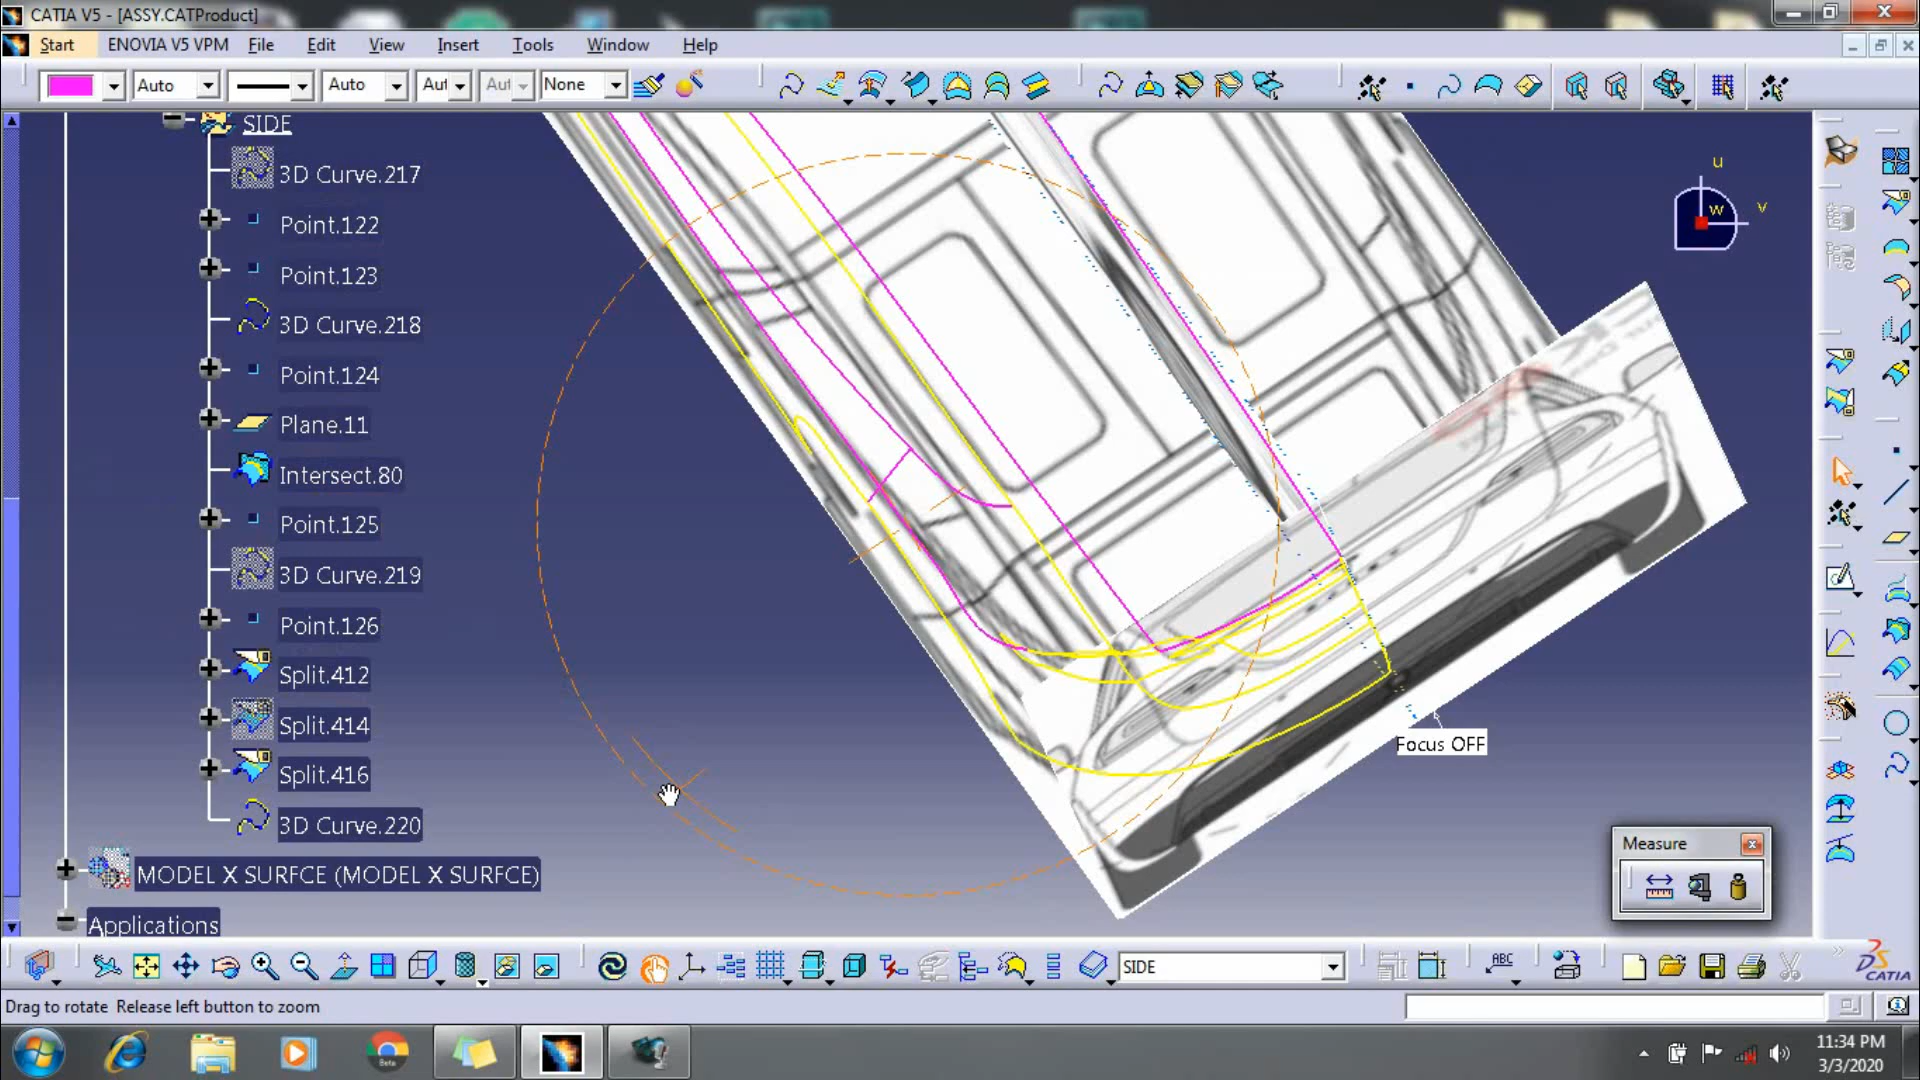 CATIA V5 - [ASSY.CATProduct]
Start ENOVIA V5 VPM File Edit View Insert Tools Window Help
Auto Auto Aut Aut None
SIDE
3D Curve.217
Point.122
Point.123
3D Curve.218
Point.124
Plane.11
Intersect.80
Point.125
3D Curve.219
Point.126
Split.412
Split.414
Split.416
3D Curve.220
MODEL X SURFCE (MODEL X SURFCE)
Applications
u
w v
Focus OFF
Measure
SIDE
ABC
DS CATIA
Drag to rotate Release left button to zoom
Beta
11:34 PM
3/3/2020